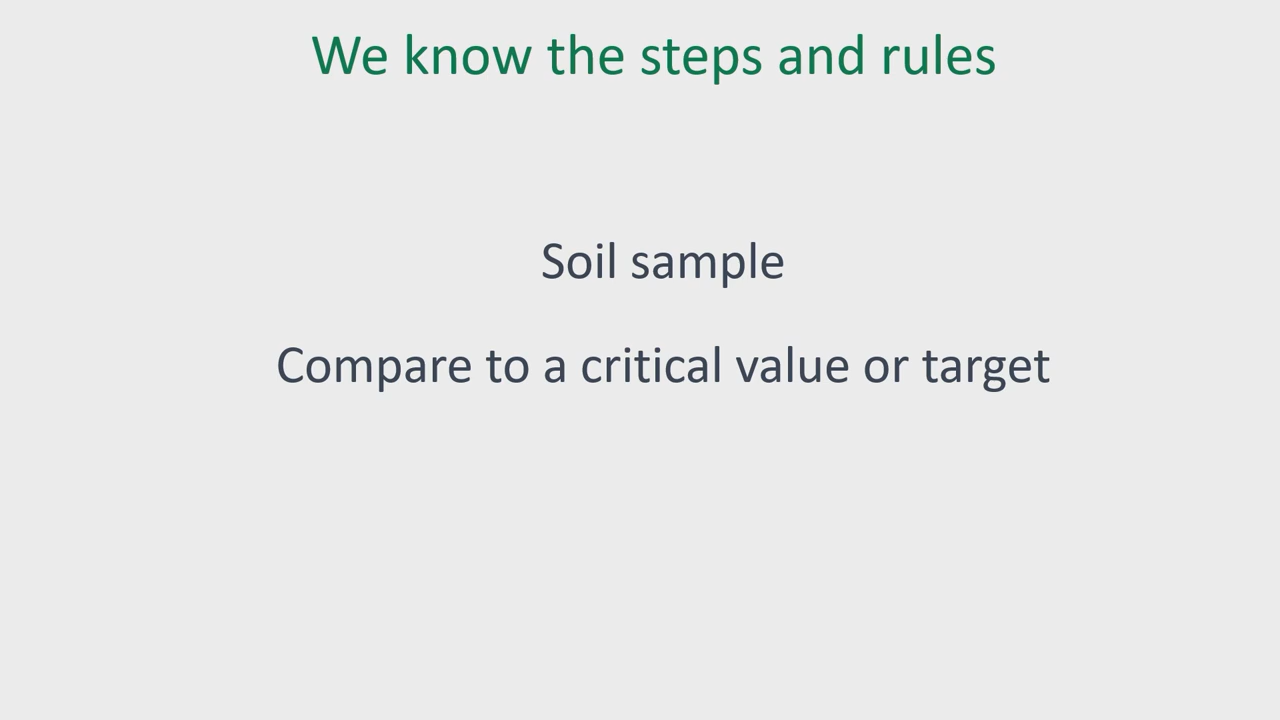 We know the steps and rules
Soil sample
Compare to a critical value or target